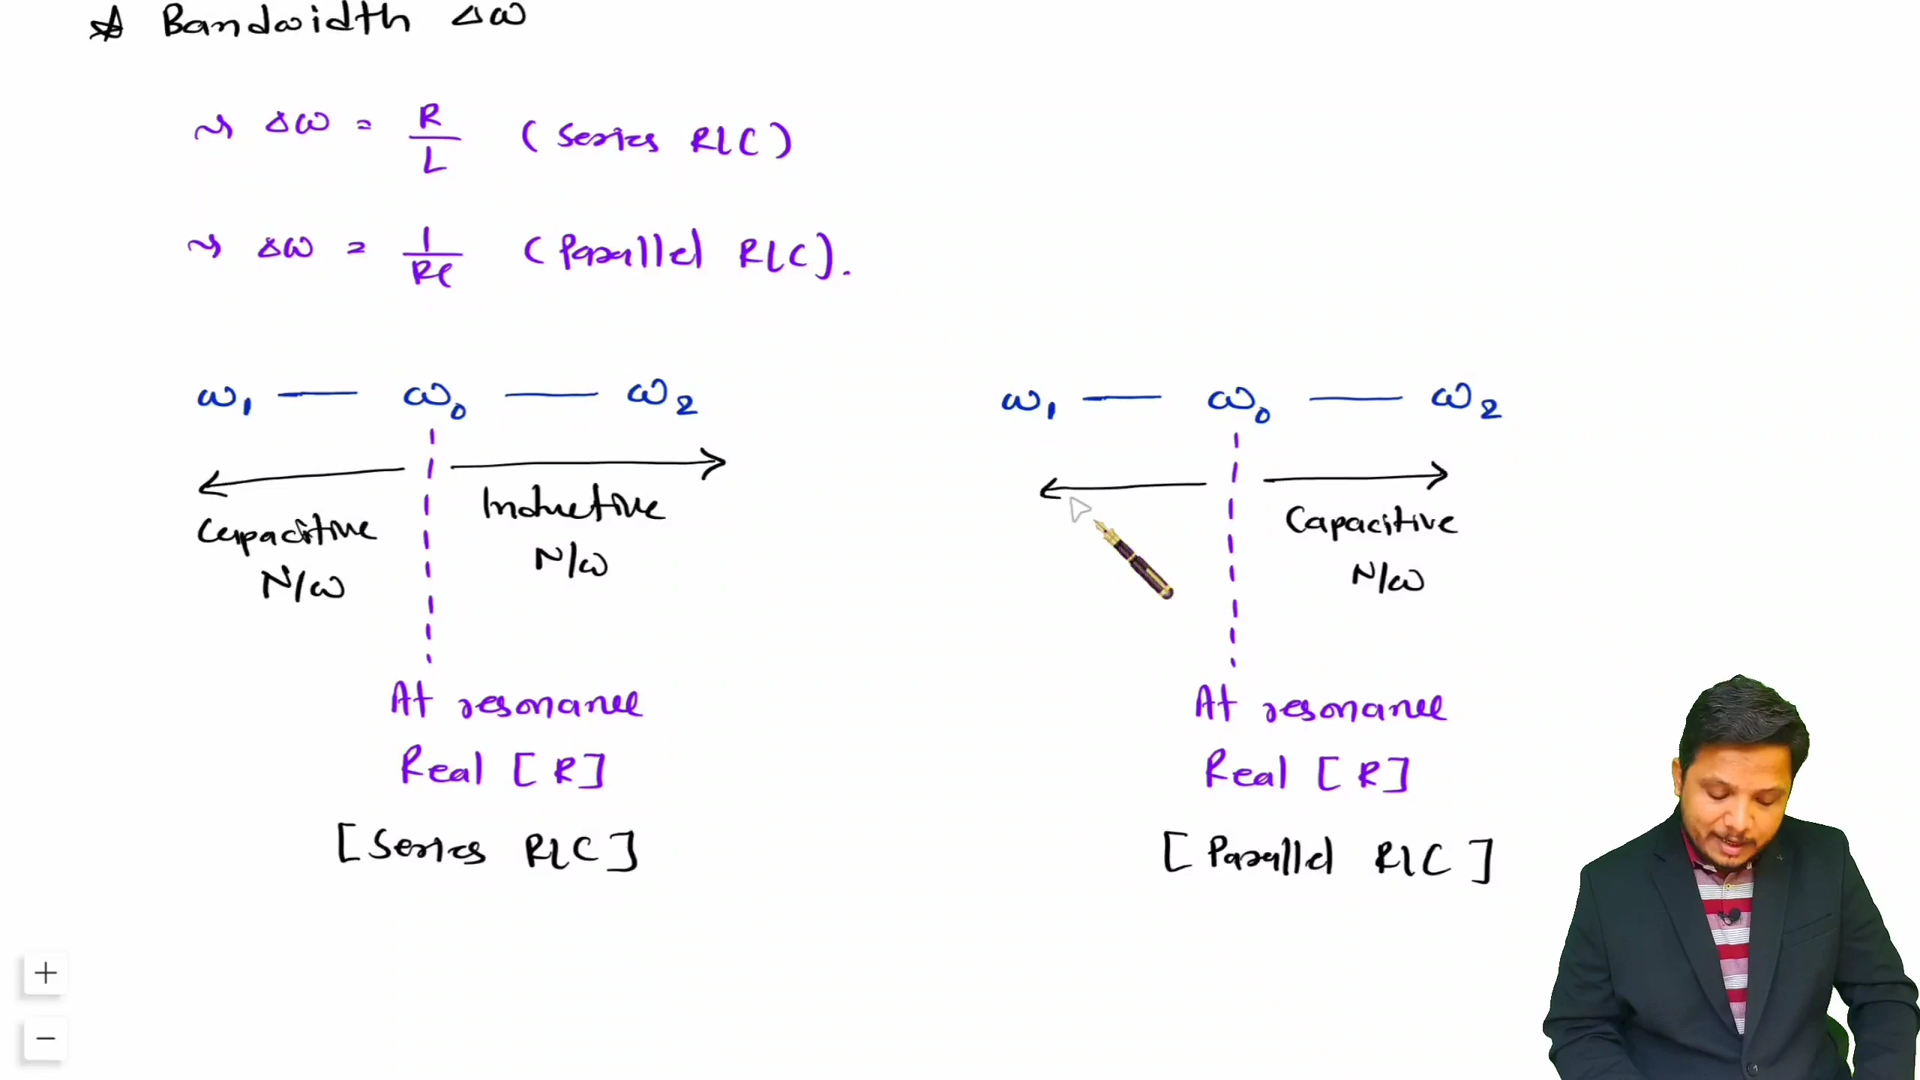 * Bandwidth Δω
Δω = R/L (Series RLC)
Δω = 1/RC (Parallel RLC).
ω₁ — ω₀ — ω₂
Capacitive
N/ω
Inductive
N/ω
At resonance
Real [R]
[Series RLC]
ω₁ — ω₀ — ω₂
Capacitive
N/ω
At resonance
Real [R]
[Parallel RLC]